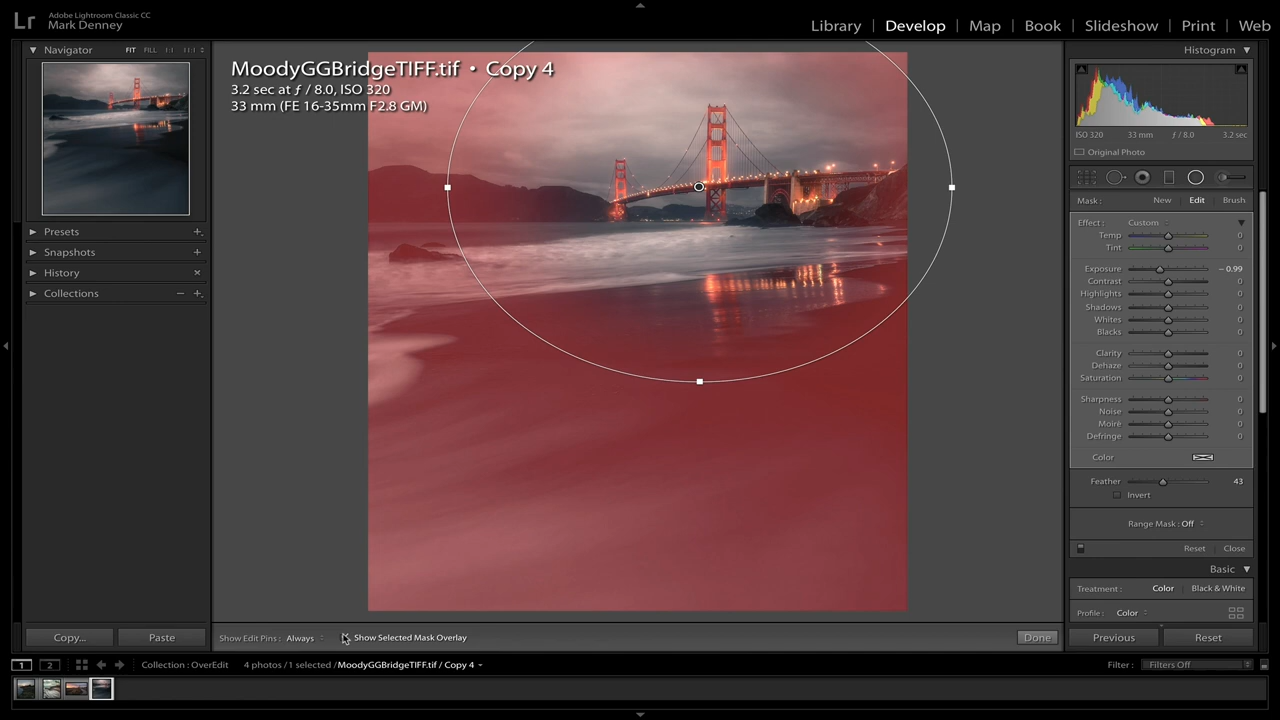 Lr Adobe Lightroom Classic CC
Mark Denney
Library | Develop | Map | Book | Slideshow | Print | Web
Navigator FIT FILL 1:1
Histogram
MoodyGGBridgeTIFF.tif • Copy 4
3.2 sec at ƒ / 8.0, ISO 320
33 mm (FE 16-35mm F2.8 GM)
ISO 320 33 mm ƒ / 8.0 3.2 sec
Original Photo
Mask : New Edit Brush
Effect : Custom
Temp 0
Tint 0
Exposure – 0.99
Contrast 0
Highlights 0
Shadows 0
Whites 0
Blacks 0
Clarity 0
Dehaze 0
Saturation 0
Sharpness 0
Noise 0
Moiré 0
Defringe 0
Color
Feather 43
Invert
Range Mask : Off
Reset Close
Basic
Treatment : Color Black & White
Profile : Color
Presets
Snapshots
History
Collections
Copy... Paste
Show Edit Pins : Always Show Selected Mask Overlay Done
Previous Reset
1 2 Collection : OverEdit 4 photos / 1 selected / MoodyGGBridgeTIFF.tif / Copy 4 Filter : Filters Off